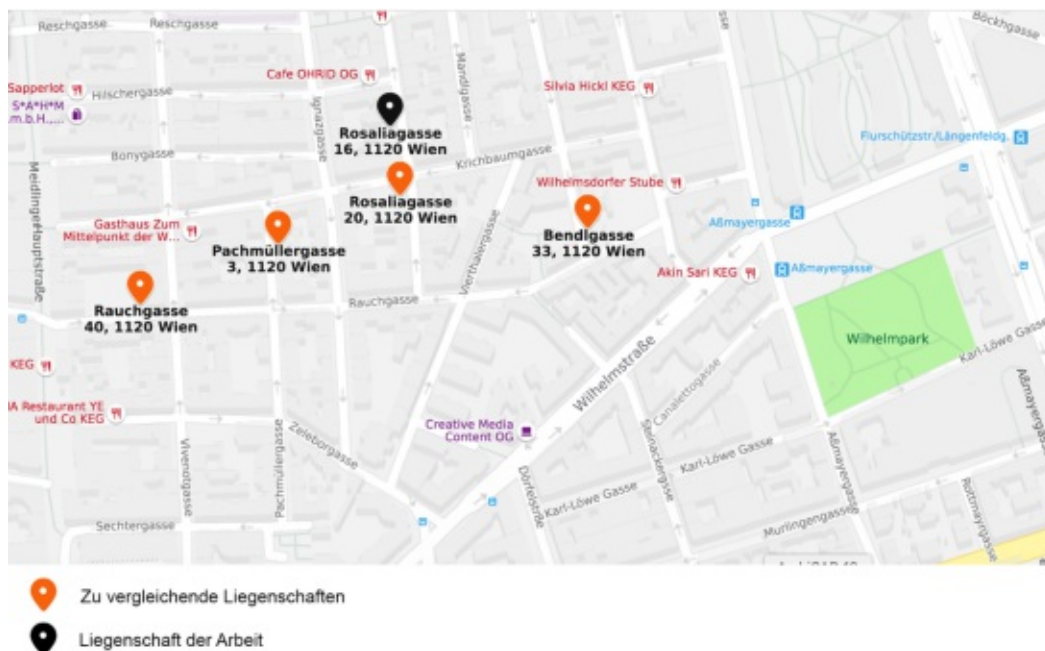 Reschgasse
Reschgasse
Böckhgasse
Cafe OHRID OG
Mandlgasse
Sapperlot
Hilschergasse
Silvia Hickl KEG
S*A*H*M
.m.b.H.,...
Ignazgasse
Rosaliagasse
16, 1120 Wien
Flurschützstr./Längenfeldg.
Bonygasse
Krichbaumgasse
Meidlinger Hauptstraße
Wilhelmsdorfer Stube
Rosaliagasse
20, 1120 Wien
Aßmayergasse
Gasthaus Zum
Mittelpunkt der W...
Pachmüllergasse
3, 1120 Wien
Vierthalergasse
Bendlgasse
33, 1120 Wien
Akin Sari KEG
Aßmayergasse
Rauchgasse
40, 1120 Wien
Rauchgasse
Wilhelmpark
Karl-Löwe Gasse
KEG
Wilhelmstraße
Canalettogasse
Aßmayergasse
IA Restaurant YE
und Co KEG
Zeleborgasse
Creative Media
Content OG
Vivenotgasse
Pachmüllergasse
Steinackergasse
Karl-Löwe Gasse
Aßmayergasse
Dörfelstraße
Karl-Löwe Gasse
Rottmayrgasse
Sechtergasse
Murlingengasse
Zu vergleichende Liegenschaften
Liegenschaft der Arbeit